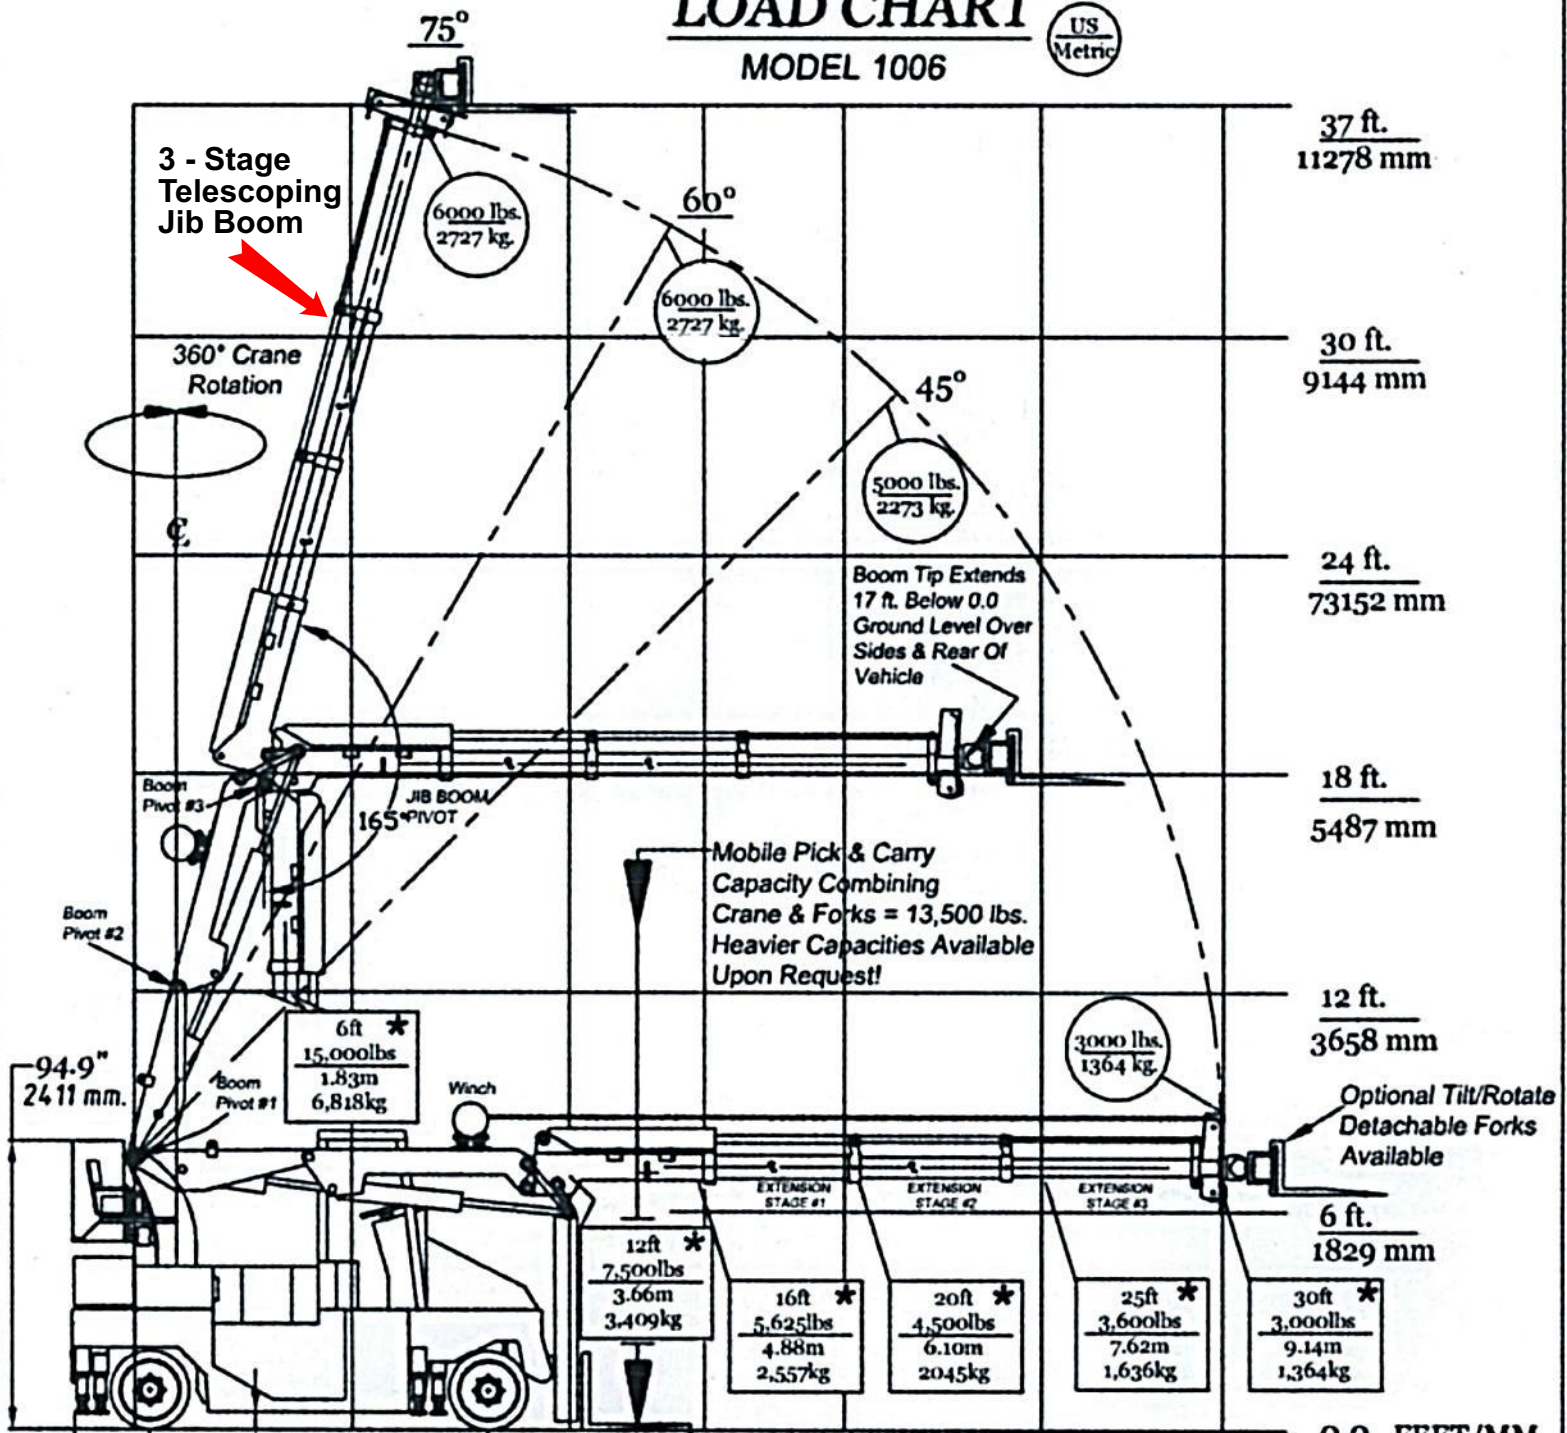 LOAD CHART
US
Metric
MODEL 1006
75°
37 ft.
11278 mm
3 - Stage
Telescoping
Jib Boom
6000 lbs.
2727 kg.
60°
6000 lbs.
2727 kg.
30 ft.
9144 mm
360° Crane
Rotation
45°
5000 lbs.
2273 kg.
24 ft.
73152 mm
Boom Tip Extends
17 ft. Below 0.0
Ground Level Over
Sides & Rear Of
Vehicle
18 ft.
5487 mm
Boom
Pivot #3
JIB BOOM
165° PIVOT
Mobile Pick & Carry
Capacity Combining
Crane & Forks = 13,500 lbs.
Heavier Capacities Available
Upon Request!
Boom
Pivot #2
12 ft.
3658 mm
6ft *
15,000lbs
1.83m
6,818kg
3000 lbs.
1364 kg.
94.9"
2411 mm.
Boom
Pivot #1
Winch
Optional Tilt/Rotate
Detachable Forks
Available
EXTENSION
STAGE #1
EXTENSION
STAGE #2
EXTENSION
STAGE #3
6 ft.
1829 mm
12ft *
7,500lbs
3.66m
3,409kg
16ft *
5,625lbs
4.88m
2,557kg
20ft *
4,500lbs
6.10m
2045kg
25ft *
3,600lbs
7.62m
1,636kg
30ft *
3,000lbs
9.14m
1,364kg
0.0 FEET/MM